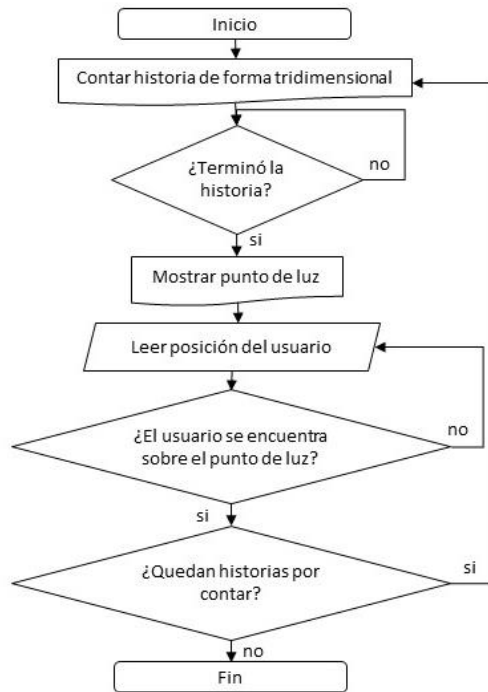 Inicio
Contar historia de forma tridimensional
¿Terminó la
historia?
no
si
Mostrar punto de luz
Leer posición del usuario
¿El usuario se encuentra
sobre el punto de luz?
no
si
¿Quedan historias por
contar?
si
no
Fin